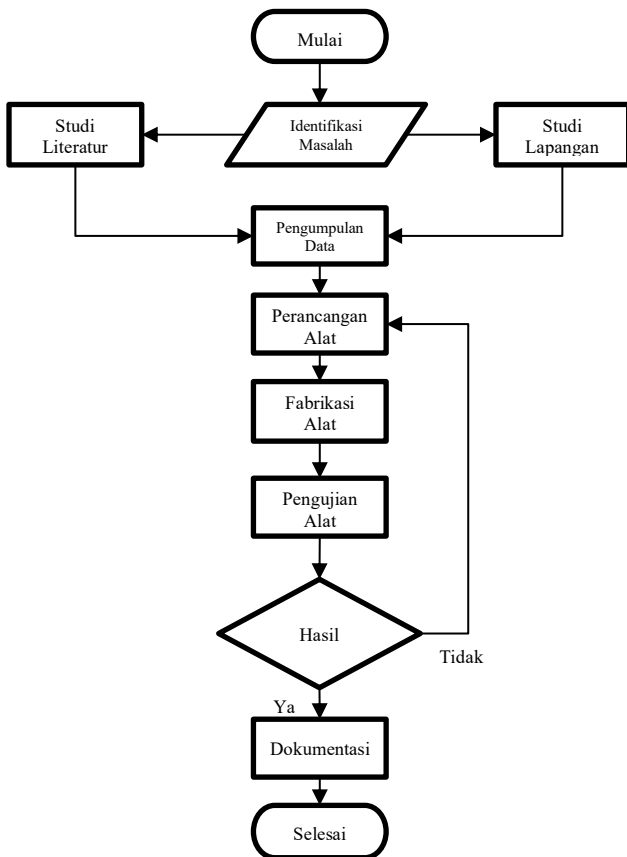 Mulai
Studi
Literatur
Identifikasi
Masalah
Studi
Lapangan
Pengumpulan
Data
Perancangan
Alat
Fabrikasi
Alat
Pengujian
Alat
Hasil
Tidak
Ya
Dokumentasi
Selesai